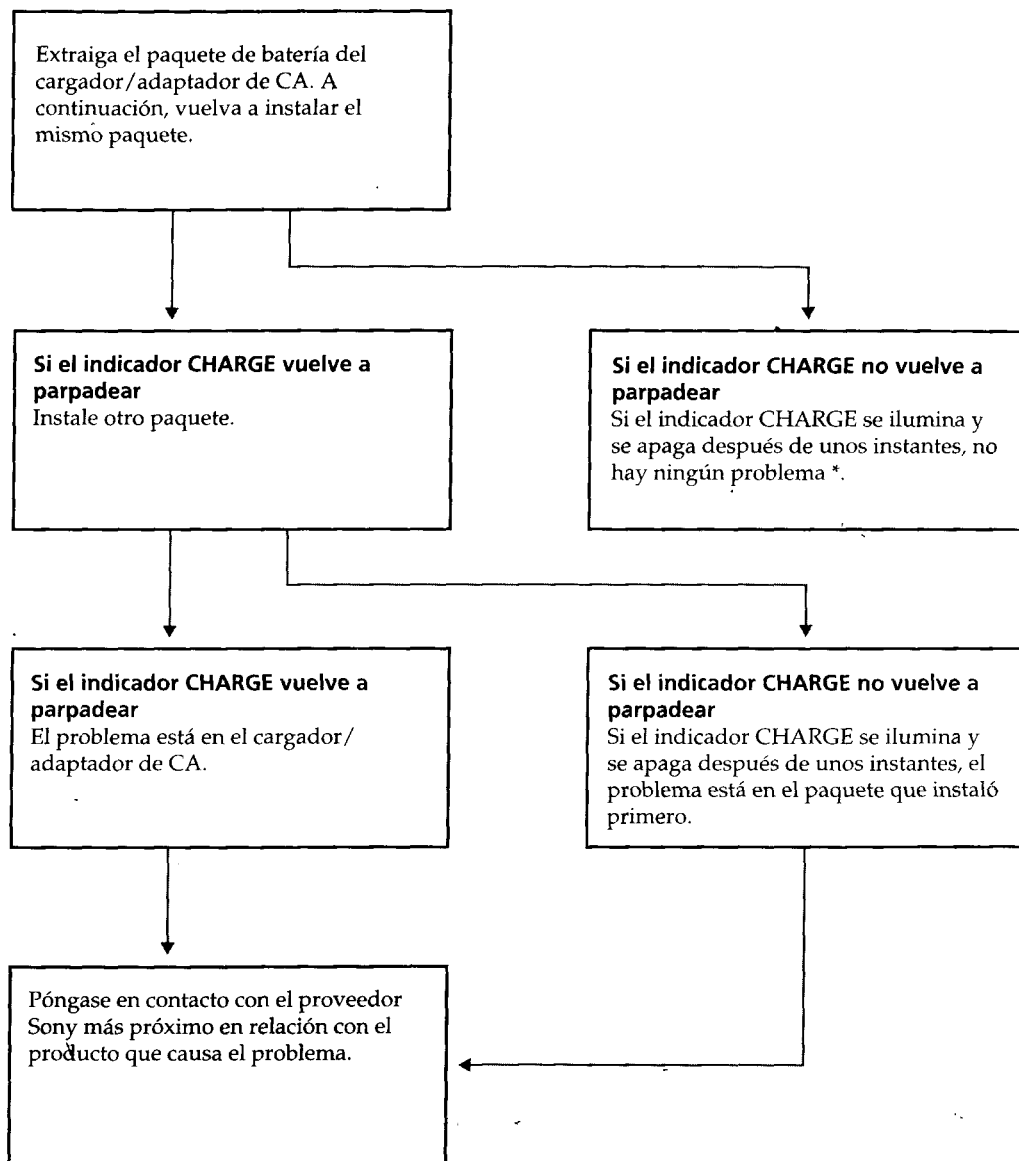 Extraiga el paquete de batería del
cargador/adaptador de CA. A
continuación, vuelva a instalar el
mismo paquete.
Si el indicador CHARGE vuelve a
parpadear
Instale otro paquete.
Si el indicador CHARGE no vuelve a
parpadear
Si el indicador CHARGE se ilumina y
se apaga después de unos instantes, no
hay ningún problema *.
Si el indicador CHARGE vuelve a
parpadear
El problema está en el cargador/
adaptador de CA.
Si el indicador CHARGE no vuelve a
parpadear
Si el indicador CHARGE se ilumina y
se apaga después de unos instantes, el
problema está en el paquete que instaló
primero.
Póngase en contacto con el proveedor
Sony más próximo en relación con el
producto que causa el problema.